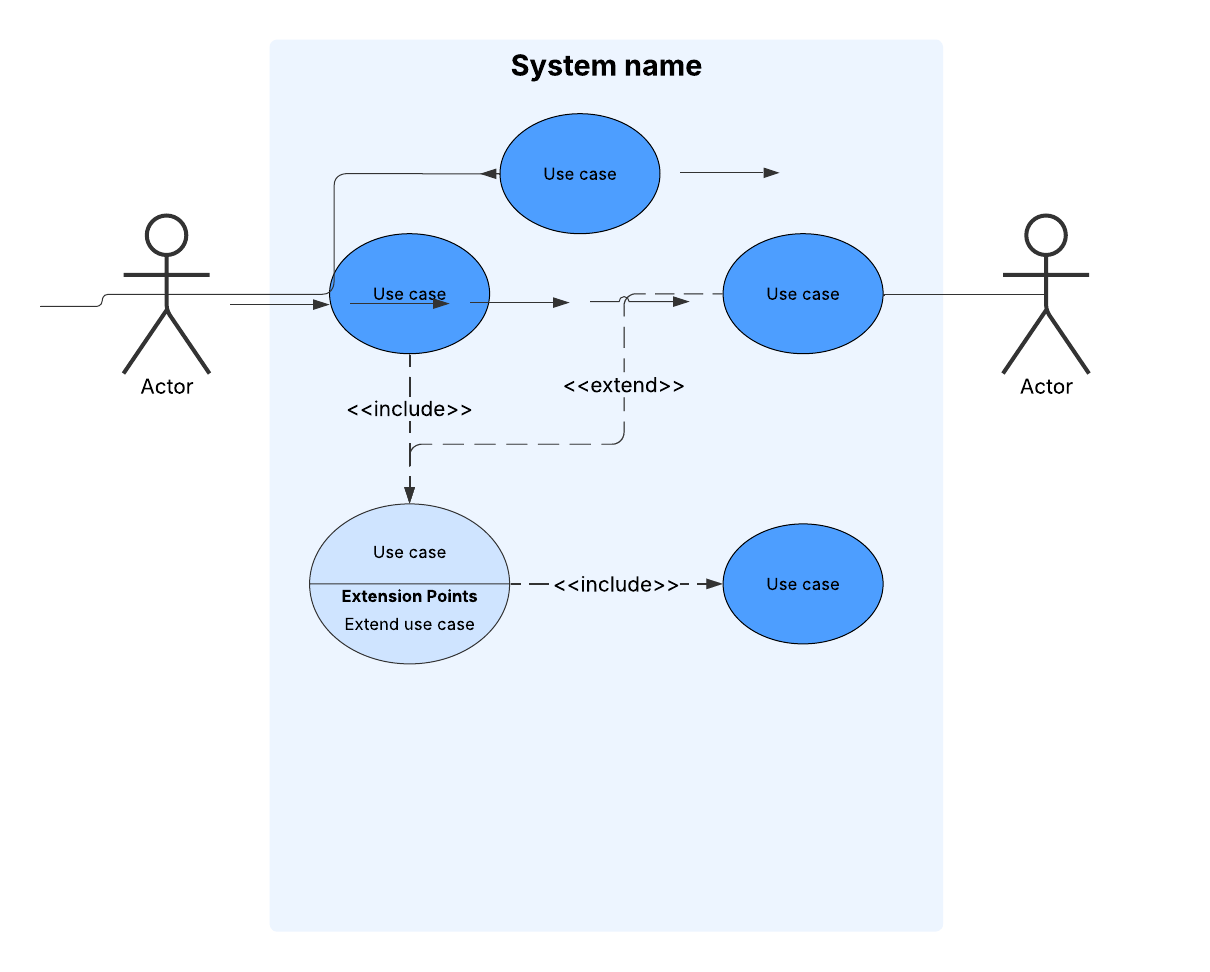 System name
Use case
Use case
Use case
Actor
Actor
<<extend>>
<<include>>
Use case
Extension Points
Extend use case
<<include>>
Use case